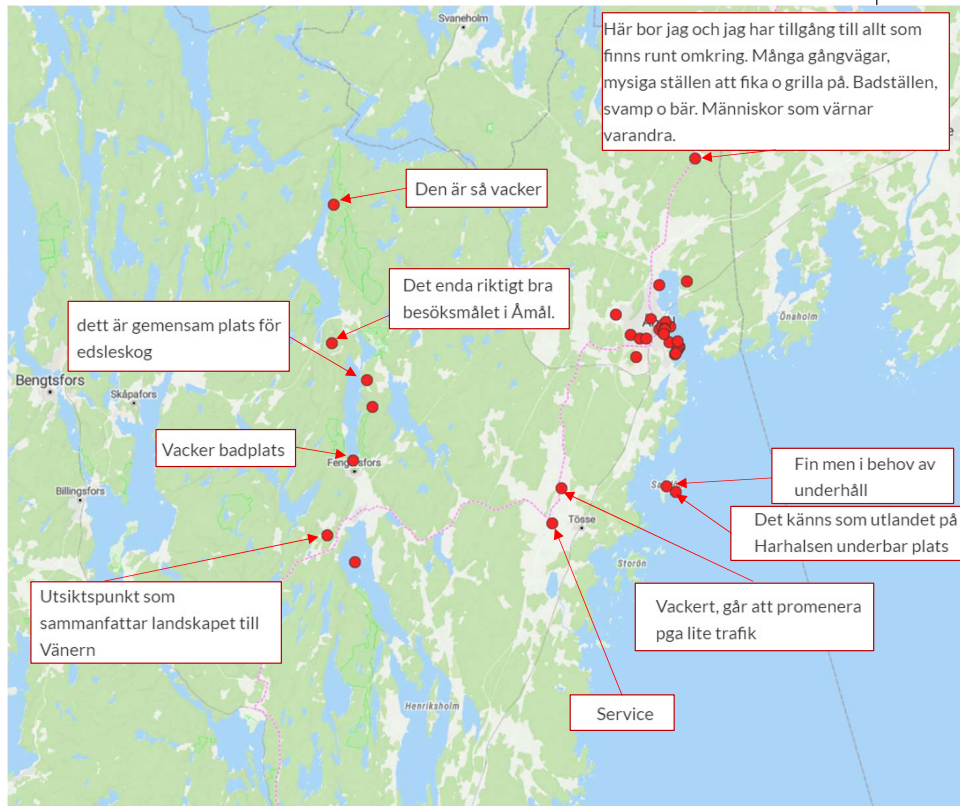 Svaneholm
Här bor jag och jag har tillgång till allt som
finns runt omkring. Många gångvägar,
mysiga ställen att fika o grilla på. Badställen,
svamp o bär. Människor som värnar
varandra.
Den är så vacker
Det enda riktigt bra
besöksmålet i Åmål.
dett är gemensam plats för
edsleskog
Önaholm
Bengtsfors
Skåpafors
Vacker badplats
Billingsfors
Fin men i behov av
underhåll
Det känns som utlandet på
Harhalsen underbar plats
Tösse
Storön
Utsiktspunkt som
sammanfattar landskapet till
Vänern
Vackert, går att promenera
pga lite trafik
Henriksholm
Service